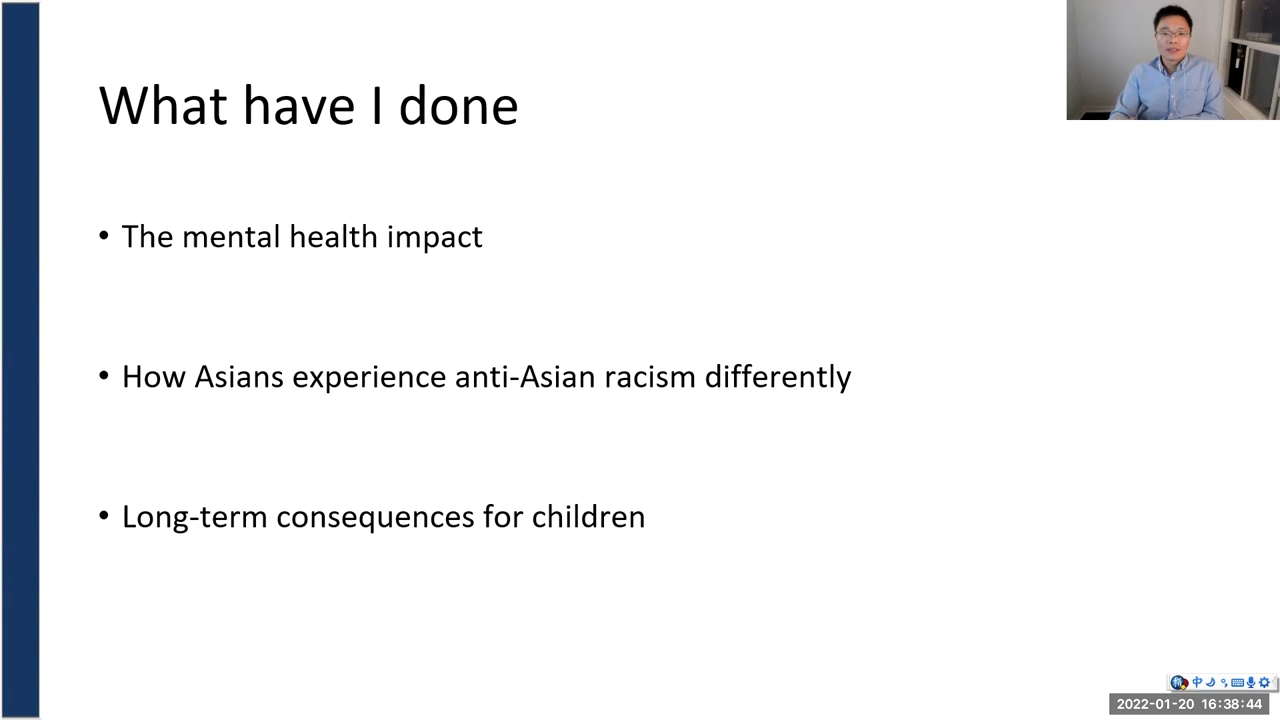 What have I done
• The mental health impact
• How Asians experience anti-Asian racism differently
• Long-term consequences for children
中
2022-01-20 16:38:44